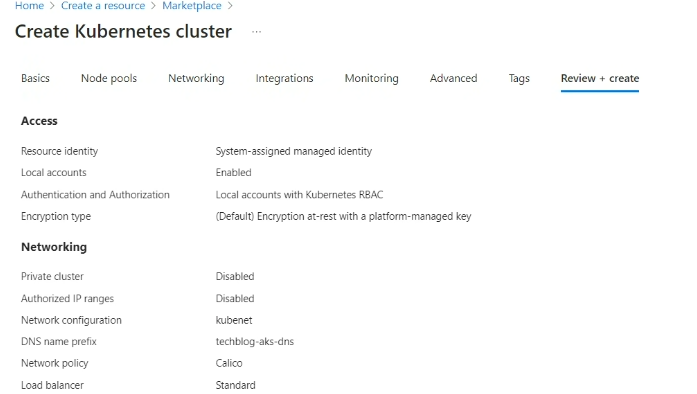 Home > Create a resource > Marketplace >
Create Kubernetes cluster ...
Basics Node pools Networking Integrations Monitoring Advanced Tags Review + create
Access
Resource identity System-assigned managed identity
Local accounts Enabled
Authentication and Authorization Local accounts with Kubernetes RBAC
Encryption type (Default) Encryption at-rest with a platform-managed key
Networking
Private cluster Disabled
Authorized IP ranges Disabled
Network configuration kubenet
DNS name prefix techblog-aks-dns
Network policy Calico
Load balancer Standard